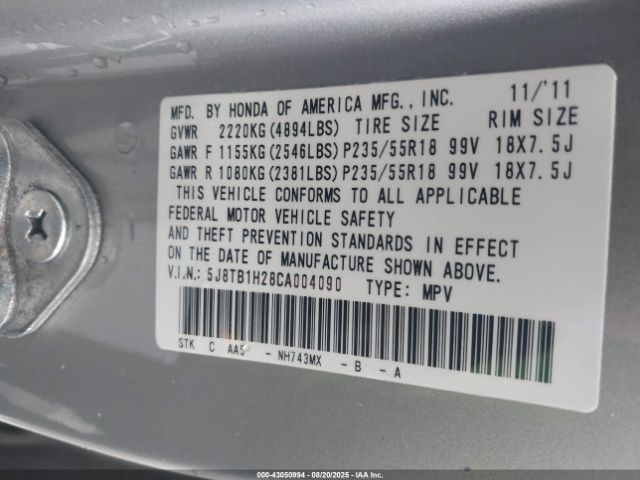 MFD. BY HONDA OF AMERICA MFG., INC. 11/'11
GVWR 2220KG(4894LBS) TIRE SIZE RIM SIZE
GAWR F 1155KG(2546LBS)P235/55R18 99V 18X7.5J
GAWR R 1080KG(2381LBS)P235/55R18 99V 18X7.5J
THIS VEHICLE CONFORMS TO ALL APPLICABLE
FEDERAL MOTOR VEHICLE SAFETY
AND THEFT PREVENTION STANDARDS IN EFFECT
ON THE DATE OF MANUFACTURE SHOWN ABOVE.
V.I.N.: 5J8TB1H28CA004090 TYPE: MPV
STK C AA5 - NH743MX - B - A
000-43050994 - 08/20/2025 - IAA Inc.